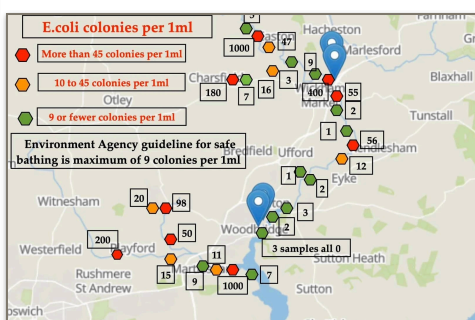 E.coli colonies per 1ml
More than 45 colonies per 1ml
10 to 45 colonies per 1ml
9 or fewer colonies per 1ml
Environment Agency guideline for safe
bathing is maximum of 9 colonies per 1ml
Hacheston
Marlesford
Blaxhall
Tunstall
Otley
Bredfield
Ufford
Eyke
Witnesham
Westerfield
Playford
Rushmere
St Andrew
Sutton Heath
Sutton
1000
47
9
3
16
7
180
400
55
2
1
56
12
1
2
3
2
3 samples all 0
20
98
50
200
15
11
9
1000
7